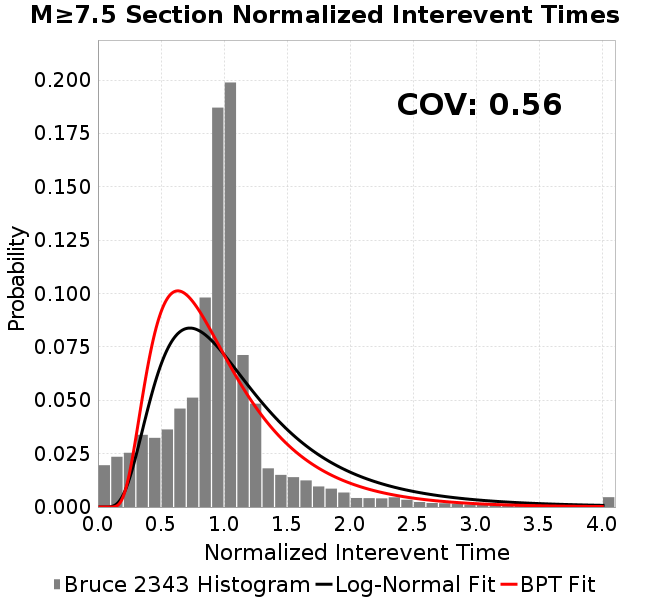 M≥7.5 Section Normalized Interevent Times
COV: 0.56
Probability
0.200
0.175
0.150
0.125
0.100
0.075
0.050
0.025
0.000
0.0 0.5 1.0 1.5 2.0 2.5 3.0 3.5 4.0
Normalized Interevent Time
Bruce 2343 Histogram Log-Normal Fit BPT Fit